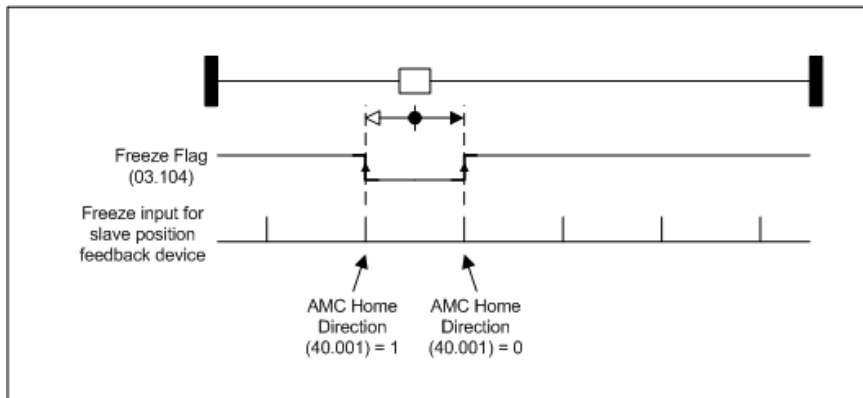 Freeze Flag
(03.104)
Freeze input for
slave position
feedback device
AMC Home
Direction
(40.001) = 1
AMC Home
Direction
(40.001) = 0